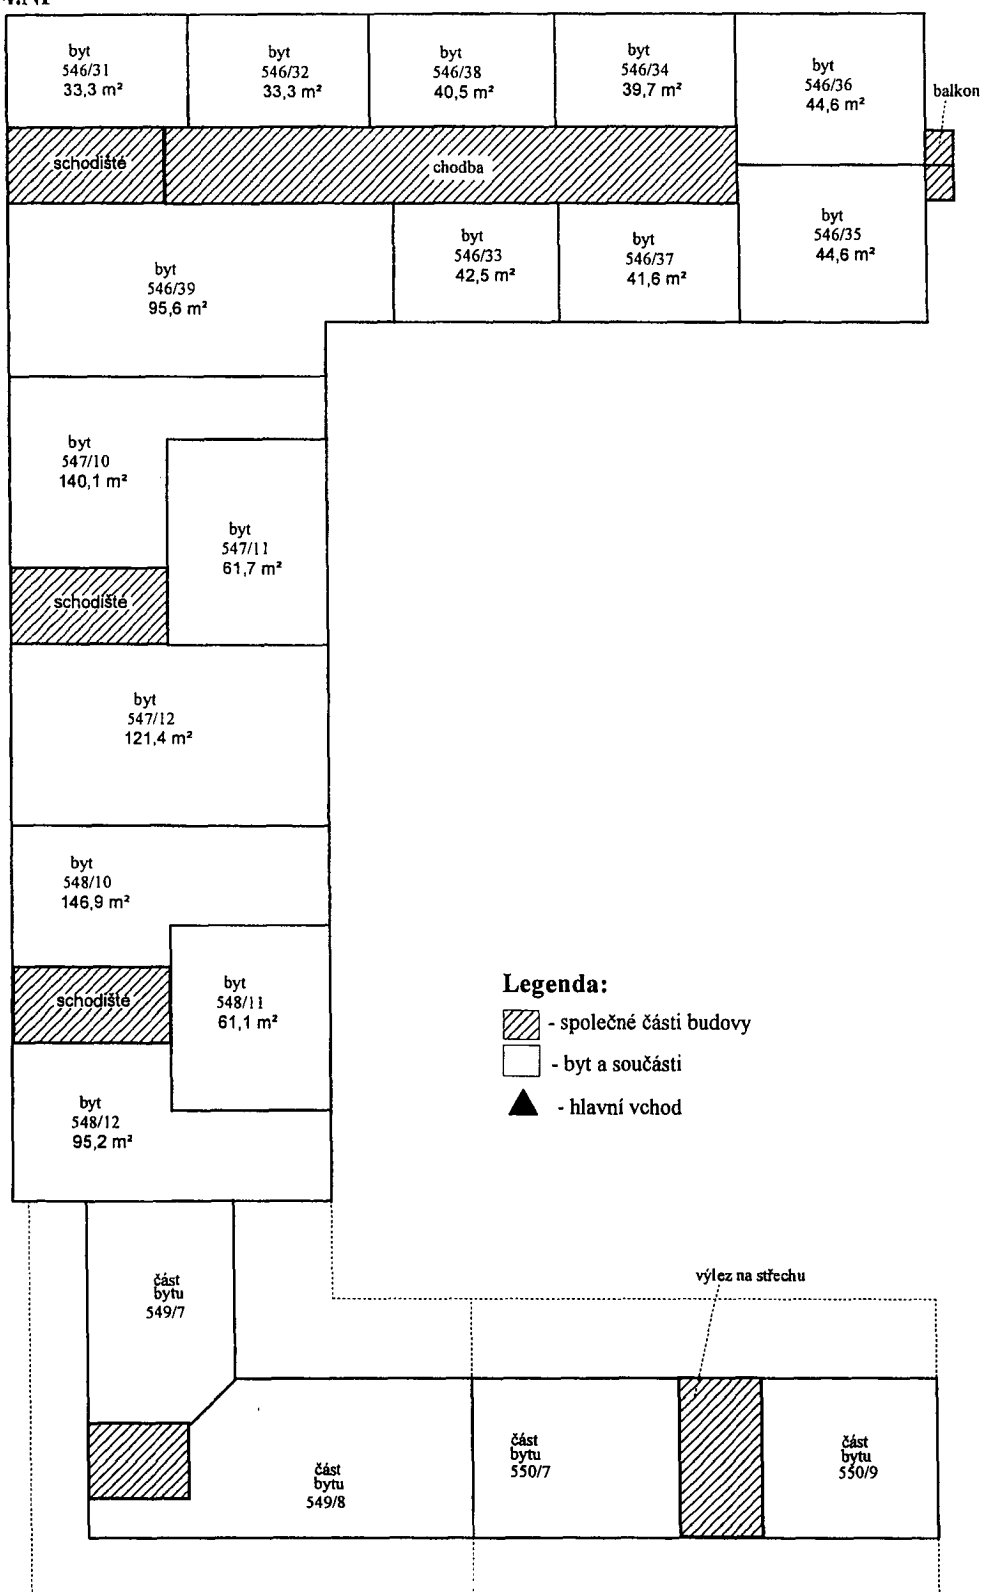 byt
546/31
33,3 m²
byt
546/32
33,3 m²
byt
546/38
40,5 m²
byt
546/34
39,7 m²
byt
546/36
44,6 m²
balkon
schodiště
chodba
byt
546/39
95,6 m²
byt
546/33
42,5 m²
byt
546/37
41,6 m²
byt
546/35
44,6 m²
byt
547/10
140,1 m²
byt
547/11
61,7 m²
schodiště
byt
547/12
121,4 m²
byt
548/10
146,9 m²
byt
548/11
61,1 m²
schodiště
byt
548/12
95,2 m²
Legenda:
- společné části budovy
- byt a součásti
- hlavní vchod
část
bytu
549/7
výlez na střechu
část
bytu
549/8
část
bytu
550/7
část
bytu
550/9